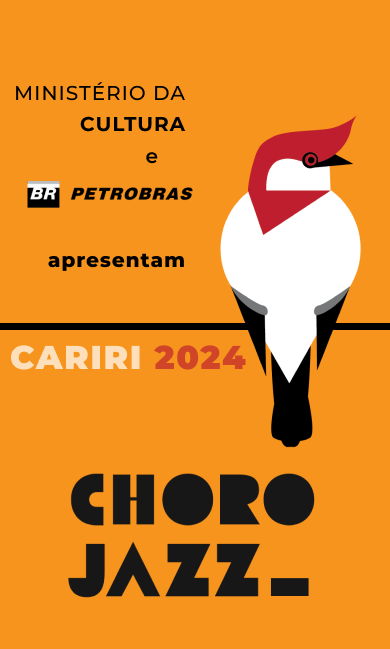 MINISTÉRIO DA
CULTURA
e
BR PETROBRAS
apresentam
CARIRI 2024
CHORO
JAZZ_